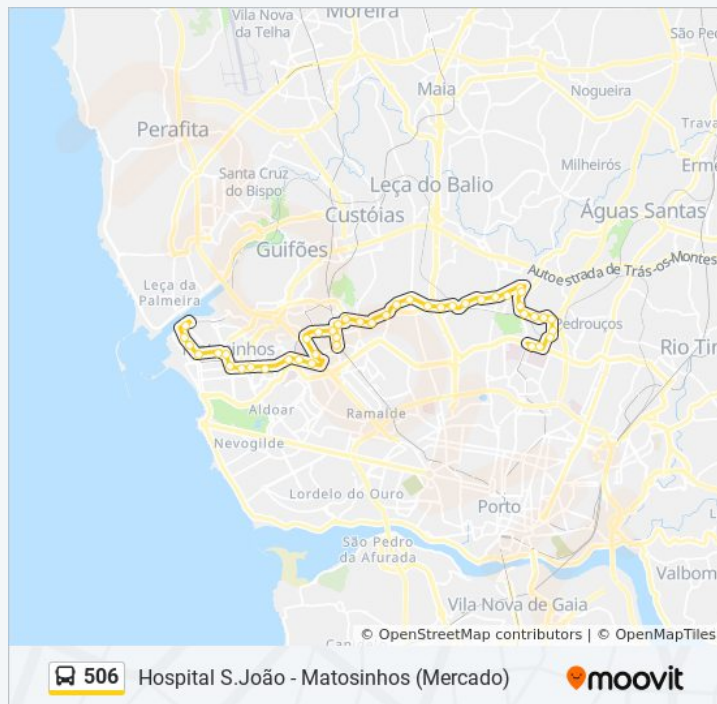 Moreira
Vila Nova
da Telha
São Pe
Maia
Nogueira
Perafita
Trava
Milheirós
Erme
Santa Cruz
do Bispo
Leça do Balio
Custóias
Águas Santas
Guifões
Autoestrada de Trás-os-Montes
Leça da
Palmeira
Pedrouços
Rio Tin
Aldoar
Ramalde
Nevogilde
Lordelo do Ouro
Porto
São Pedro
da Afurada
Valbom
Vila Nova de Gaia
© OpenStreetMap contributors | © OpenMapTiles
506 Hospital S.João - Matosinhos (Mercado) moovit